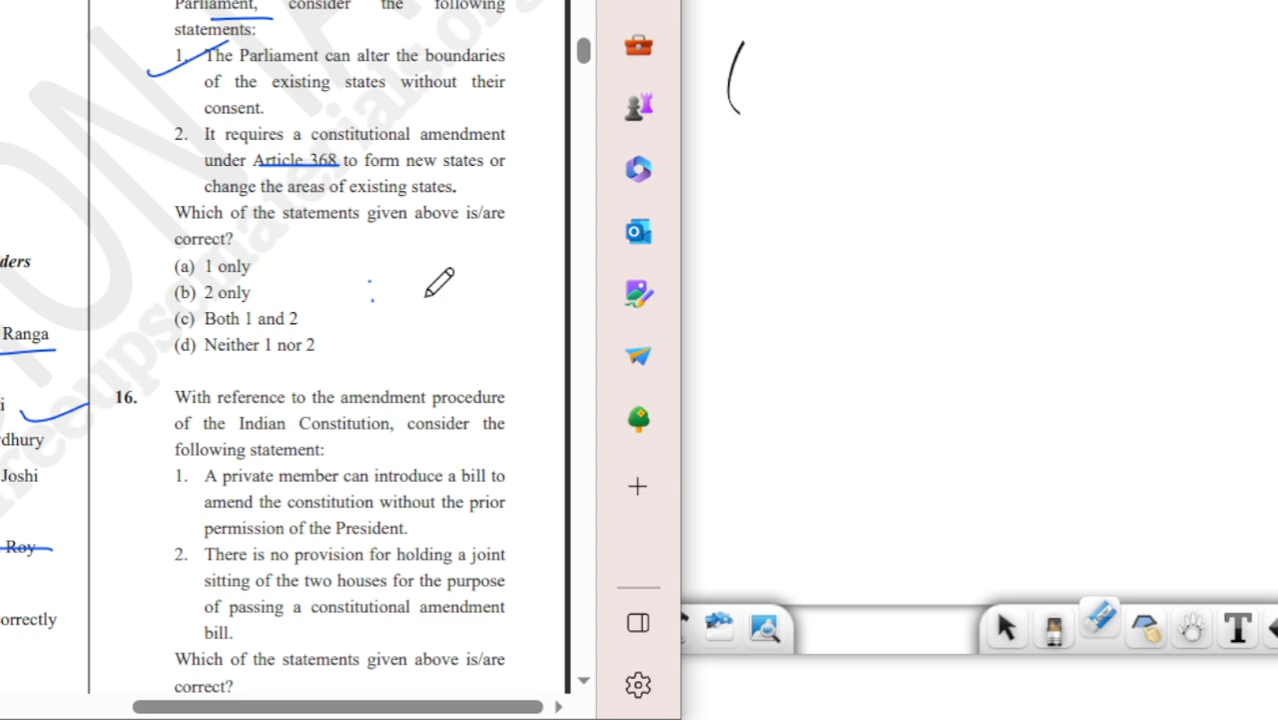 Parliament, consider the following
statements:
1. The Parliament can alter the boundaries
of the existing states without their
consent.
2. It requires a constitutional amendment
under Article 368 to form new states or
change the areas of existing states.
Which of the statements given above is/are
correct?
(a) 1 only
(b) 2 only
(c) Both 1 and 2
(d) Neither 1 nor 2
ders
Ranga
i
dhury
Joshi
Roy
orrectly
16. With reference to the amendment procedure
of the Indian Constitution, consider the
following statement:
1. A private member can introduce a bill to
amend the constitution without the prior
permission of the President.
2. There is no provision for holding a joint
sitting of the two houses for the purpose
of passing a constitutional amendment
bill.
Which of the statements given above is/are
correct?